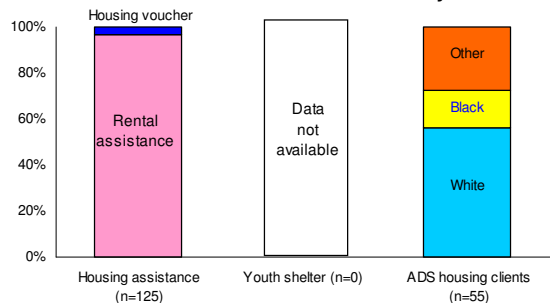 Housing voucher
100%
80%
60%
40%
20%
0%
Rental
assistance
Data
not
available
Other
Black
White
Housing assistance
(n=125)
Youth shelter (n=0)
ADS housing clients
(n=55)